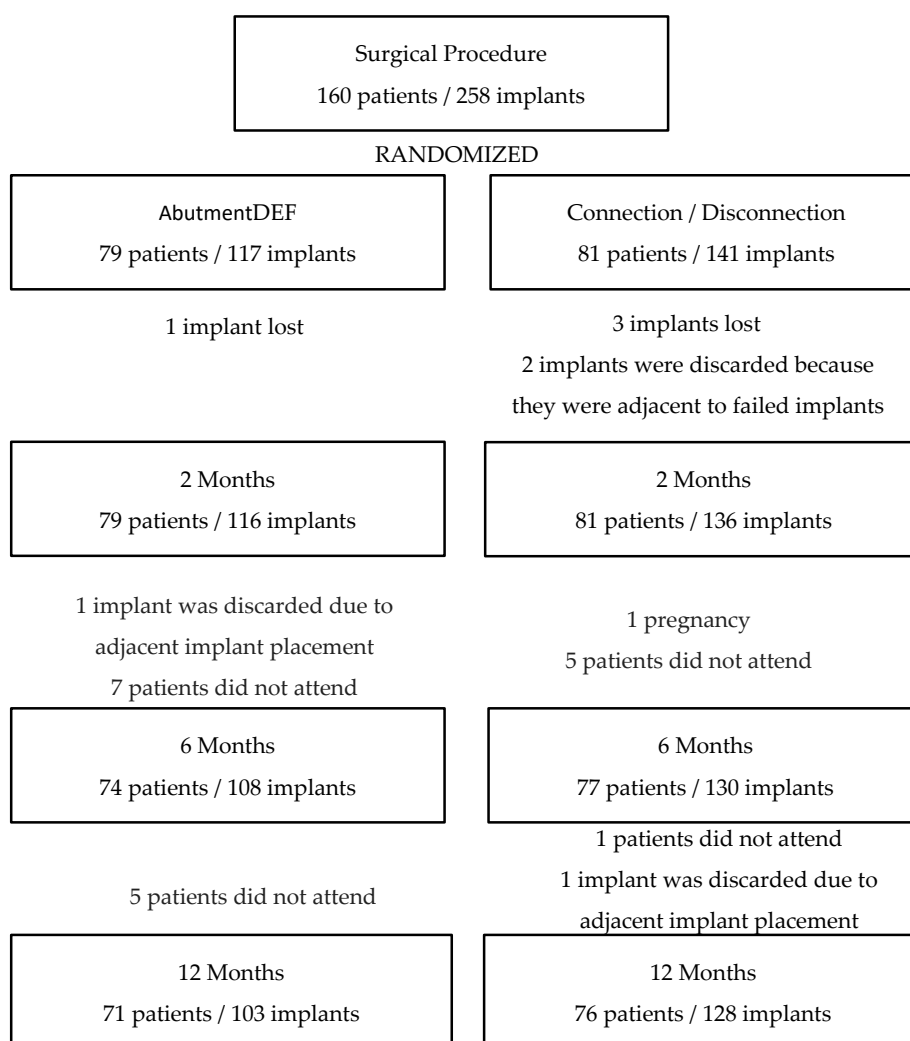 Surgical Procedure
160 patients / 258 implants
RANDOMIZED
AbutmentDEF
79 patients / 117 implants
Connection / Disconnection
81 patients / 141 implants
1 implant lost
3 implants lost
2 implants were discarded because
they were adjacent to failed implants
2 Months
79 patients / 116 implants
2 Months
81 patients / 136 implants
1 implant was discarded due to
adjacent implant placement
7 patients did not attend
1 pregnancy
5 patients did not attend
6 Months
74 patients / 108 implants
6 Months
77 patients / 130 implants
5 patients did not attend
1 patients did not attend
1 implant was discarded due to
adjacent implant placement
12 Months
71 patients / 103 implants
12 Months
76 patients / 128 implants